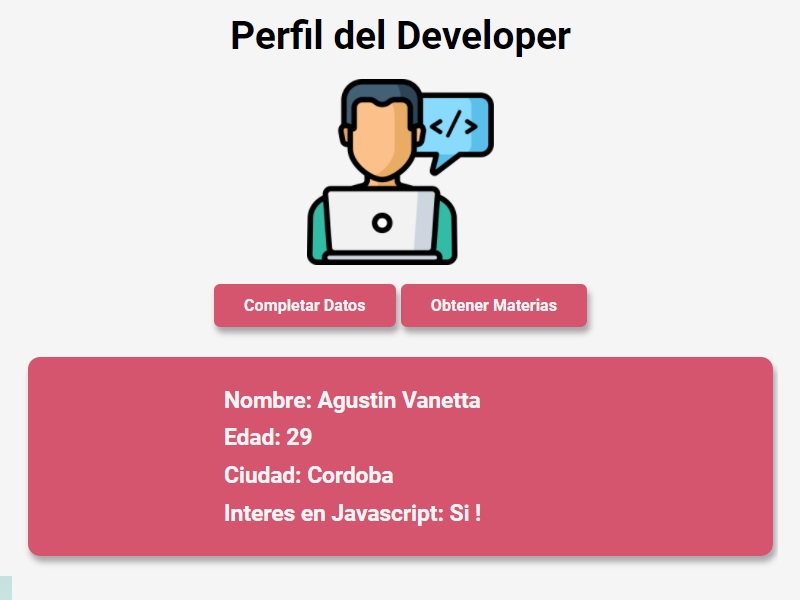 Perfil del Developer
</>
Completar Datos
Obtener Materias
Nombre: Agustin Vanetta
Edad: 29
Ciudad: Cordoba
Interes en Javascript: Si !